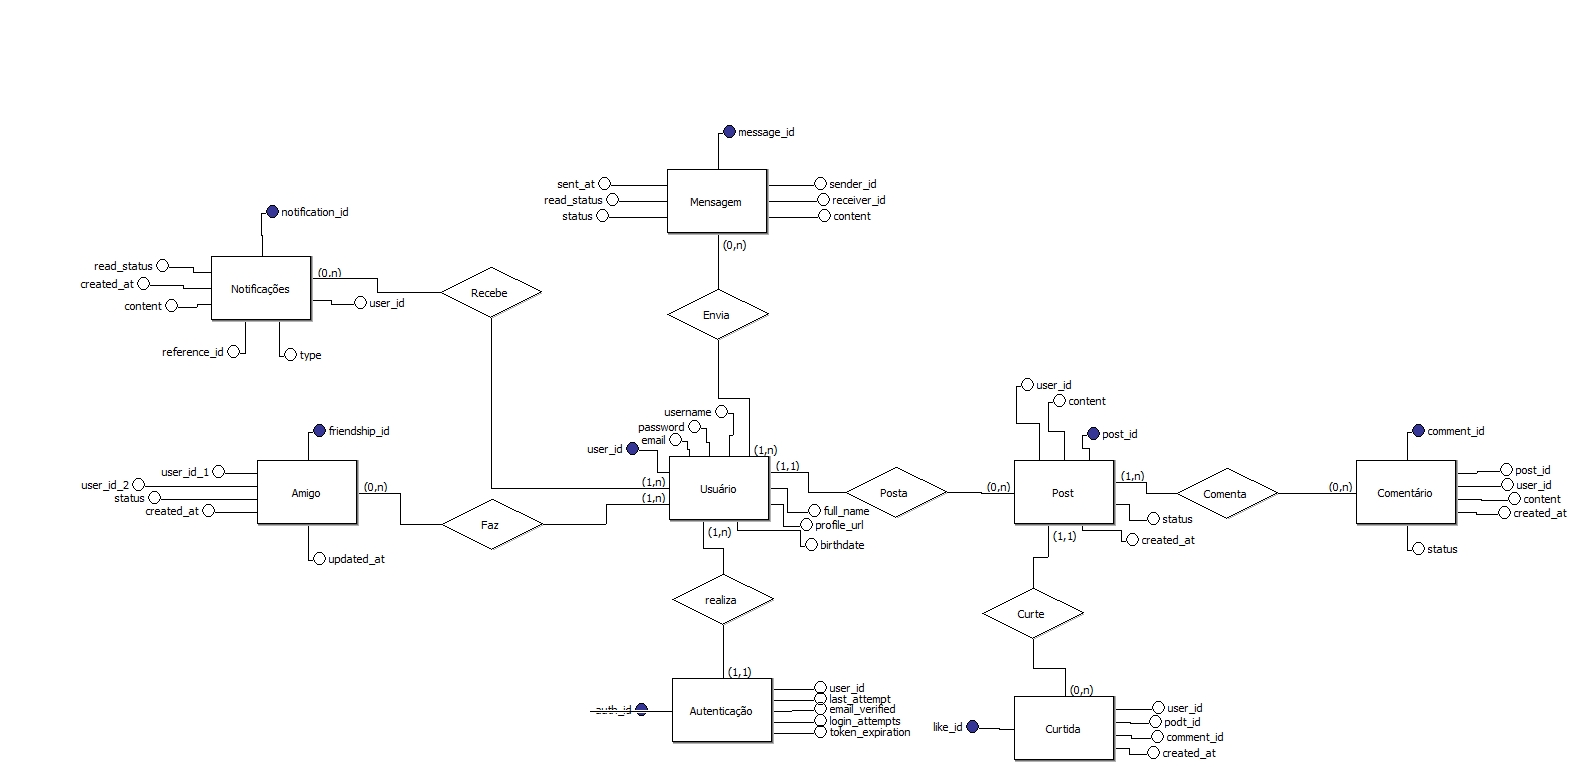 message_id
sent_at
read_status
status
Mensagem
sender_id
receiver_id
content
(0,n)
Envia
notification_id
read_status
created_at
content
Notificações
(0,n)
user_id
reference_id
type
Recebe
friendship_id
user_id_1
user_id_2
status
created_at
Amigo
(0,n)
updated_at
Faz
username
password
email
user_id
(1,n)
(1,n)
(1,n)
Usuário
(1,1)
full_name
profile_url
birthdate
(1,n)
Posta
(0,n)
user_id
content
post_id
Post
(1,n)
status
created_at
(1,1)
Comenta
(0,n)
comment_id
Comentário
post_id
user_id
content
created_at
status
realiza
(1,1)
auth_id
Autenticação
user_id
last_attempt
email_verified
login_attempts
token_expiration
Curte
(0,n)
like_id
Curtida
user_id
podt_id
comment_id
created_at